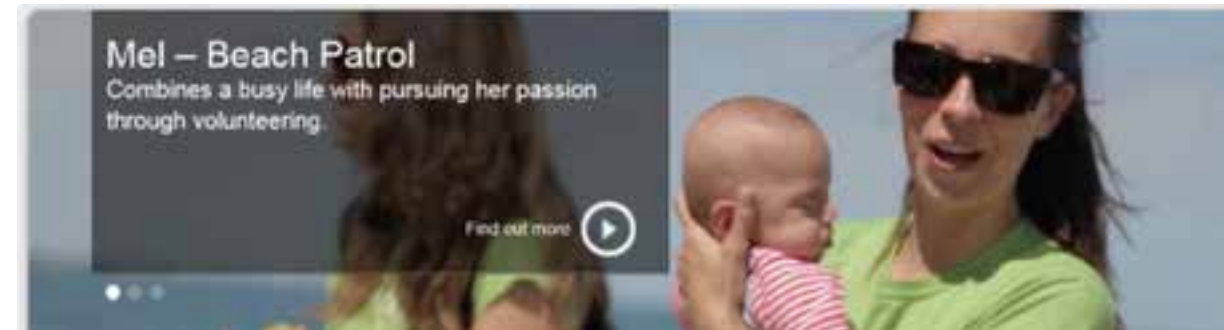 Mel – Beach Patrol
Combines a busy life with pursuing her passion
through volunteering.
Find out more